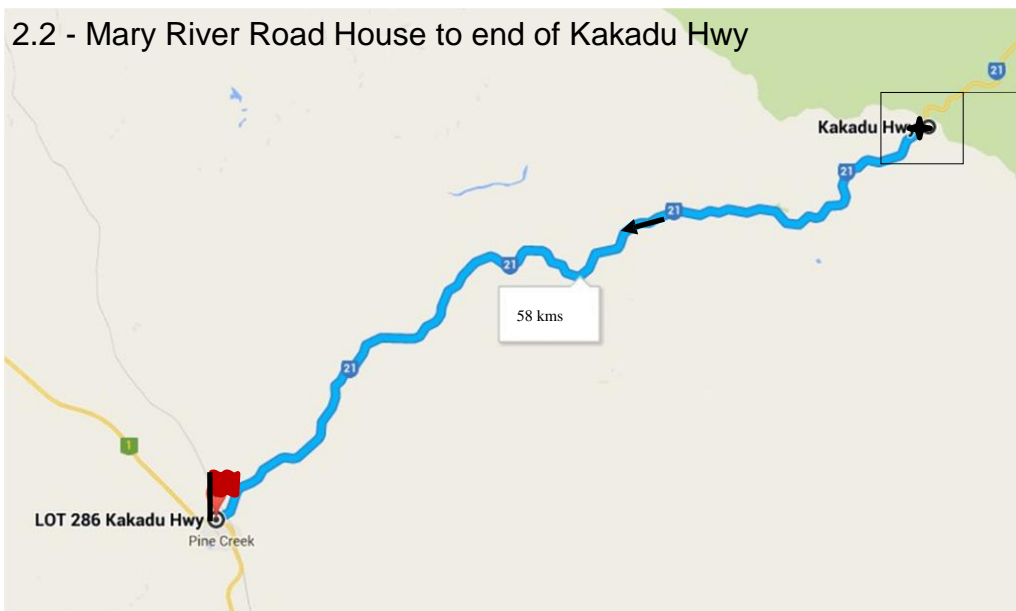 2.2 - Mary River Road House to end of Kakadu Hwy
21
Kakadu Hwy
21
21
21
58 kms
21
1
LOT 286 Kakadu Hwy
Pine Creek